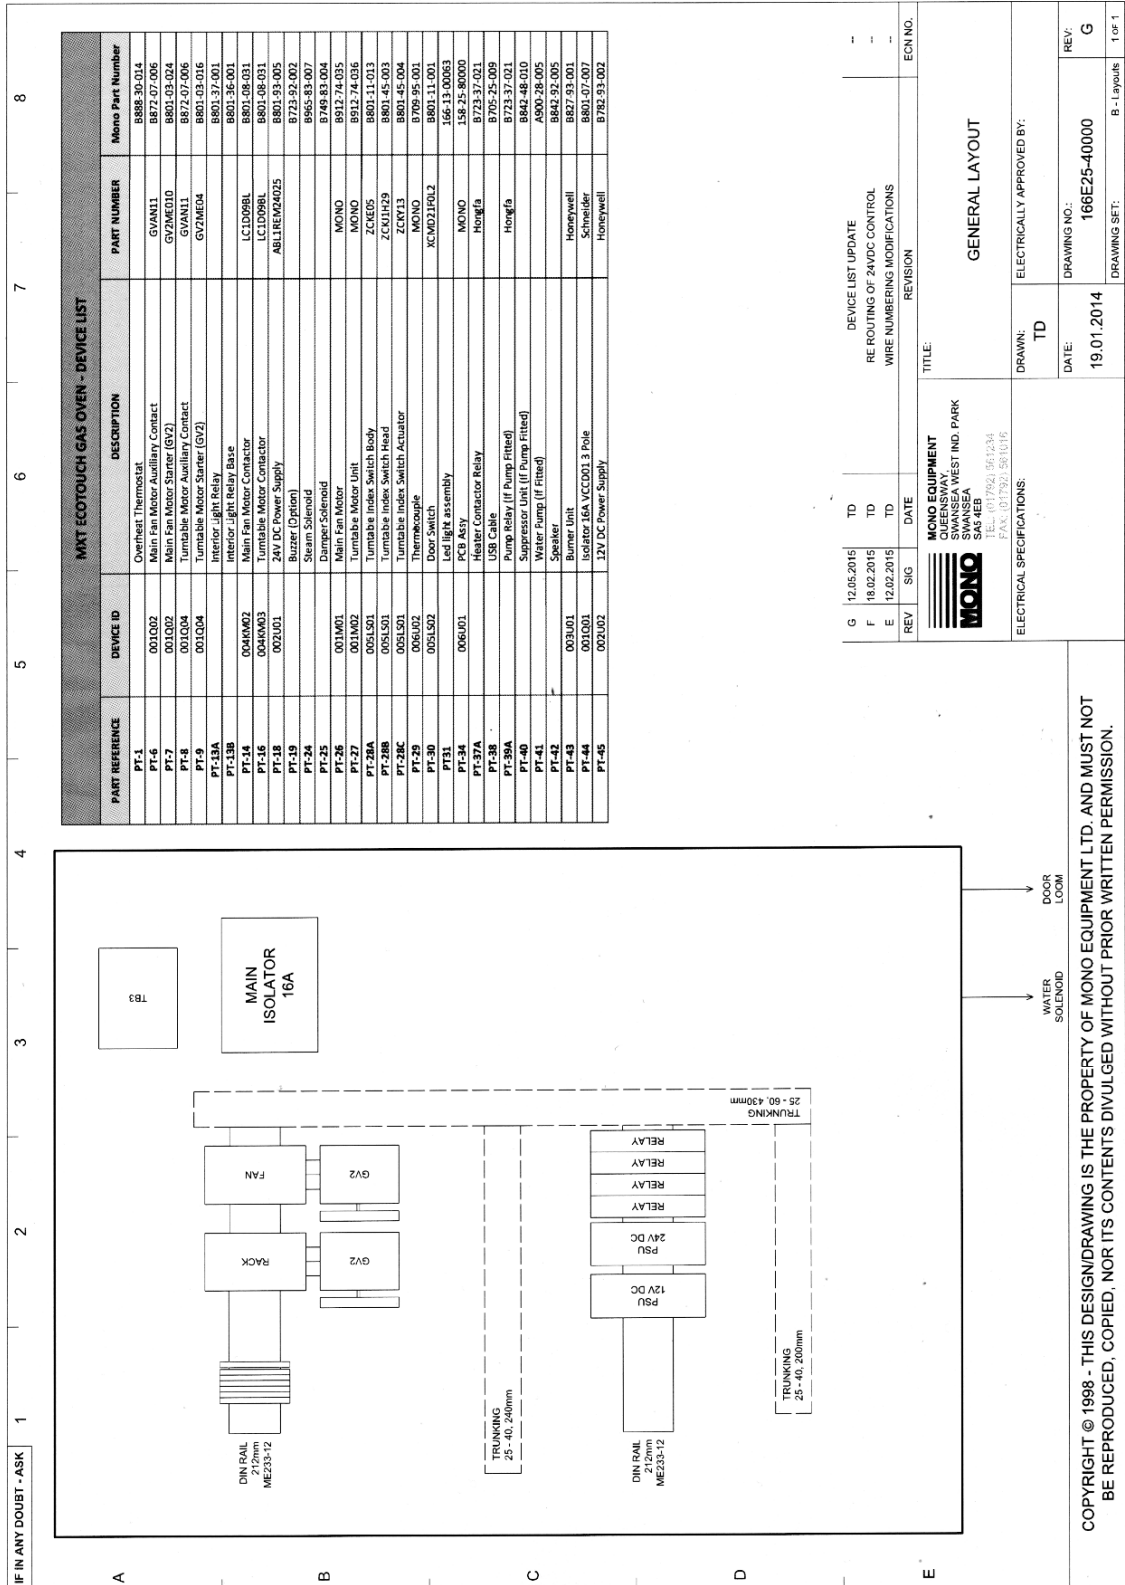 IF IN ANY DOUBT - ASK
1
2
3
4
5
6
7
8
A
B
C
D
E
TB3
MAIN
ISOLATOR
16A
FAN
RACK
GV2
GV2
DIN RAIL
212mm
ME233-12
TRUNKING
25 - 60, 430mm
TRUNKING
25 - 40, 240mm
RELAY
RELAY
RELAY
RELAY
PSU
24V DC
PSU
12V DC
DIN RAIL
212mm
ME233-12
TRUNKING
25 - 40, 200mm
WATER
SOLENOID
DOOR
LOOM
MXT ECOTOUCH GAS OVEN - DEVICE LIST
PART REFERENCE DEVICE ID DESCRIPTION PART NUMBER Mono Part Number
PT-1 Overheat Thermostat B888-30-014
PT-6 001Q02 Main Fan Motor Auxiliary Contact GVAN11 B872-07-006
PT-7 001Q02 Main Fan Motor Starter (GV2) GV2ME010 B801-03-024
PT-8 001Q04 Turntable Motor Auxiliary Contact GVAN11 B872-07-006
PT-9 001Q04 Turntable Motor Starter (GV2) GV2ME04 B801-03-016
PT-13A Interior Light Relay B801-37-001
PT-13B Interior Light Relay Base B801-36-001
PT-14 004KM02 Main Fan Motor Contactor LC1D09BL B801-08-031
PT-16 004KM03 Turntable Motor Contactor LC1D09BL B801-08-031
PT-18 002U01 24V DC Power Supply ABL1REM24025 B801-93-005
PT-19 Buzzer (Option) B723-92-002
PT-24 Steam Solenoid B965-83-007
PT-25 Damper Solenoid B749-83-004
PT-26 001M01 Main Fan Motor MONO B912-74-035
PT-27 001M02 Turntable Motor Unit MONO B912-74-036
PT-28A 005LS01 Turntable Index Switch Body ZCKE05 B801-11-013
PT-28B 005LS01 Turntable Index Switch Head ZCKJ1H29 B801-45-003
PT-28C 005LS01 Turntable Index Switch Actuator ZCKY13 B801-45-004
PT-29 006U02 Thermocouple MONO B709-95-001
PT-30 005LS02 Door Switch XCMD21F0L2 B801-11-001
PT31 Led light assembly 166-13-00063
PT-34 006U01 PCB Assy MONO 158-25-80000
PT-37A Heater Contactor Relay Hongfa B723-37-021
PT-38 USB Cable B705-25-009
PT-39A Pump Relay (If Pump Fitted) Hongfa B723-37-021
PT-40 Suppressor Unit (If Pump Fitted) B842-48-010
PT-41 Water Pump (If Fitted) A900-28-005
PT-42 Speaker B842-92-005
PT-43 003U01 Burner Unit Honeywell B827-93-001
PT-44 001Q01 Isolator 16A VCCD01 3 Pole Schneider B801-07-007
PT-45 002U02 12V DC Power Supply Honeywell B782-93-002
G 12.05.2015 TD DEVICE LIST UPDATE --
F 18.02.2015 TD RE ROUTING OF 24VDC CONTROL --
E 12.02.2015 TD WIRE NUMBERING MODIFICATIONS --
REV SIG DATE REVISION ECN NO.
MONO
MONO EQUIPMENT
QUEENSWAY,
SWANSEA WEST IND. PARK
SWANSEA
SA5 4EB
TEL: (01792) 561234
FAX: (01792) 561016
TITLE:
GENERAL LAYOUT
ELECTRICAL SPECIFICATIONS:
DRAWN:
TD
ELECTRICALLY APPROVED BY:
DATE:
19.01.2014
DRAWING NO.:
166E25-40000
REV:
G
DRAWING SET:
B - Layouts
1 OF 1
COPYRIGHT © 1998 - THIS DESIGN/DRAWING IS THE PROPERTY OF MONO EQUIPMENT LTD. AND MUST NOT
BE REPRODUCED, COPIED, NOR ITS CONTENTS DIVULGED WITHOUT PRIOR WRITTEN PERMISSION.